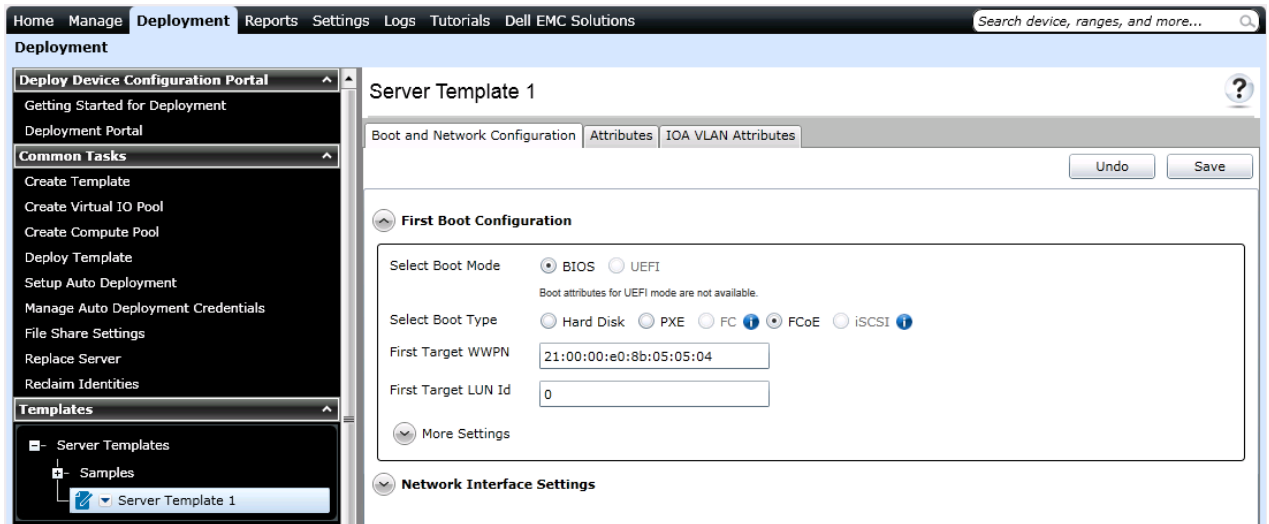 Home Manage Deployment Reports Settings Logs Tutorials Dell EMC Solutions Search device, ranges, and more...
Deployment
Deploy Device Configuration Portal
Getting Started for Deployment
Deployment Portal
Common Tasks
Create Template
Create Virtual IO Pool
Create Compute Pool
Deploy Template
Setup Auto Deployment
Manage Auto Deployment Credentials
File Share Settings
Replace Server
Reclaim Identities
Templates
Server Templates
Samples
Server Template 1
Server Template 1
?
Boot and Network Configuration Attributes IOA VLAN Attributes
Undo Save
First Boot Configuration
Select Boot Mode BIOS UEFI
Boot attributes for UEFI mode are not available.
Select Boot Type Hard Disk PXE FC i FCoE iSCSI i
First Target WWPN 21:00:00:e0:8b:05:05:04
First Target LUN Id 0
More Settings
Network Interface Settings